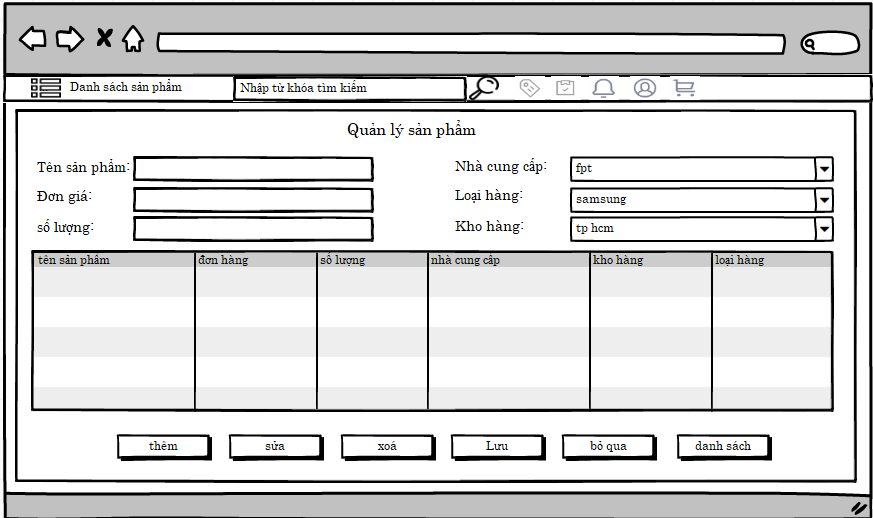 Danh sách sản phẩm
Nhập từ khóa tìm kiếm
Quản lý sản phẩm
Tên sản phẩm:
Nhà cung cấp:
fpt
Đơn giá:
Loại hàng:
samsung
số lượng:
Kho hàng:
tp hcm
tên sản phẩm đơn hàng số lượng nhà cung cấp kho hàng loại hàng
thêm sửa xoá Lưu bỏ qua danh sách